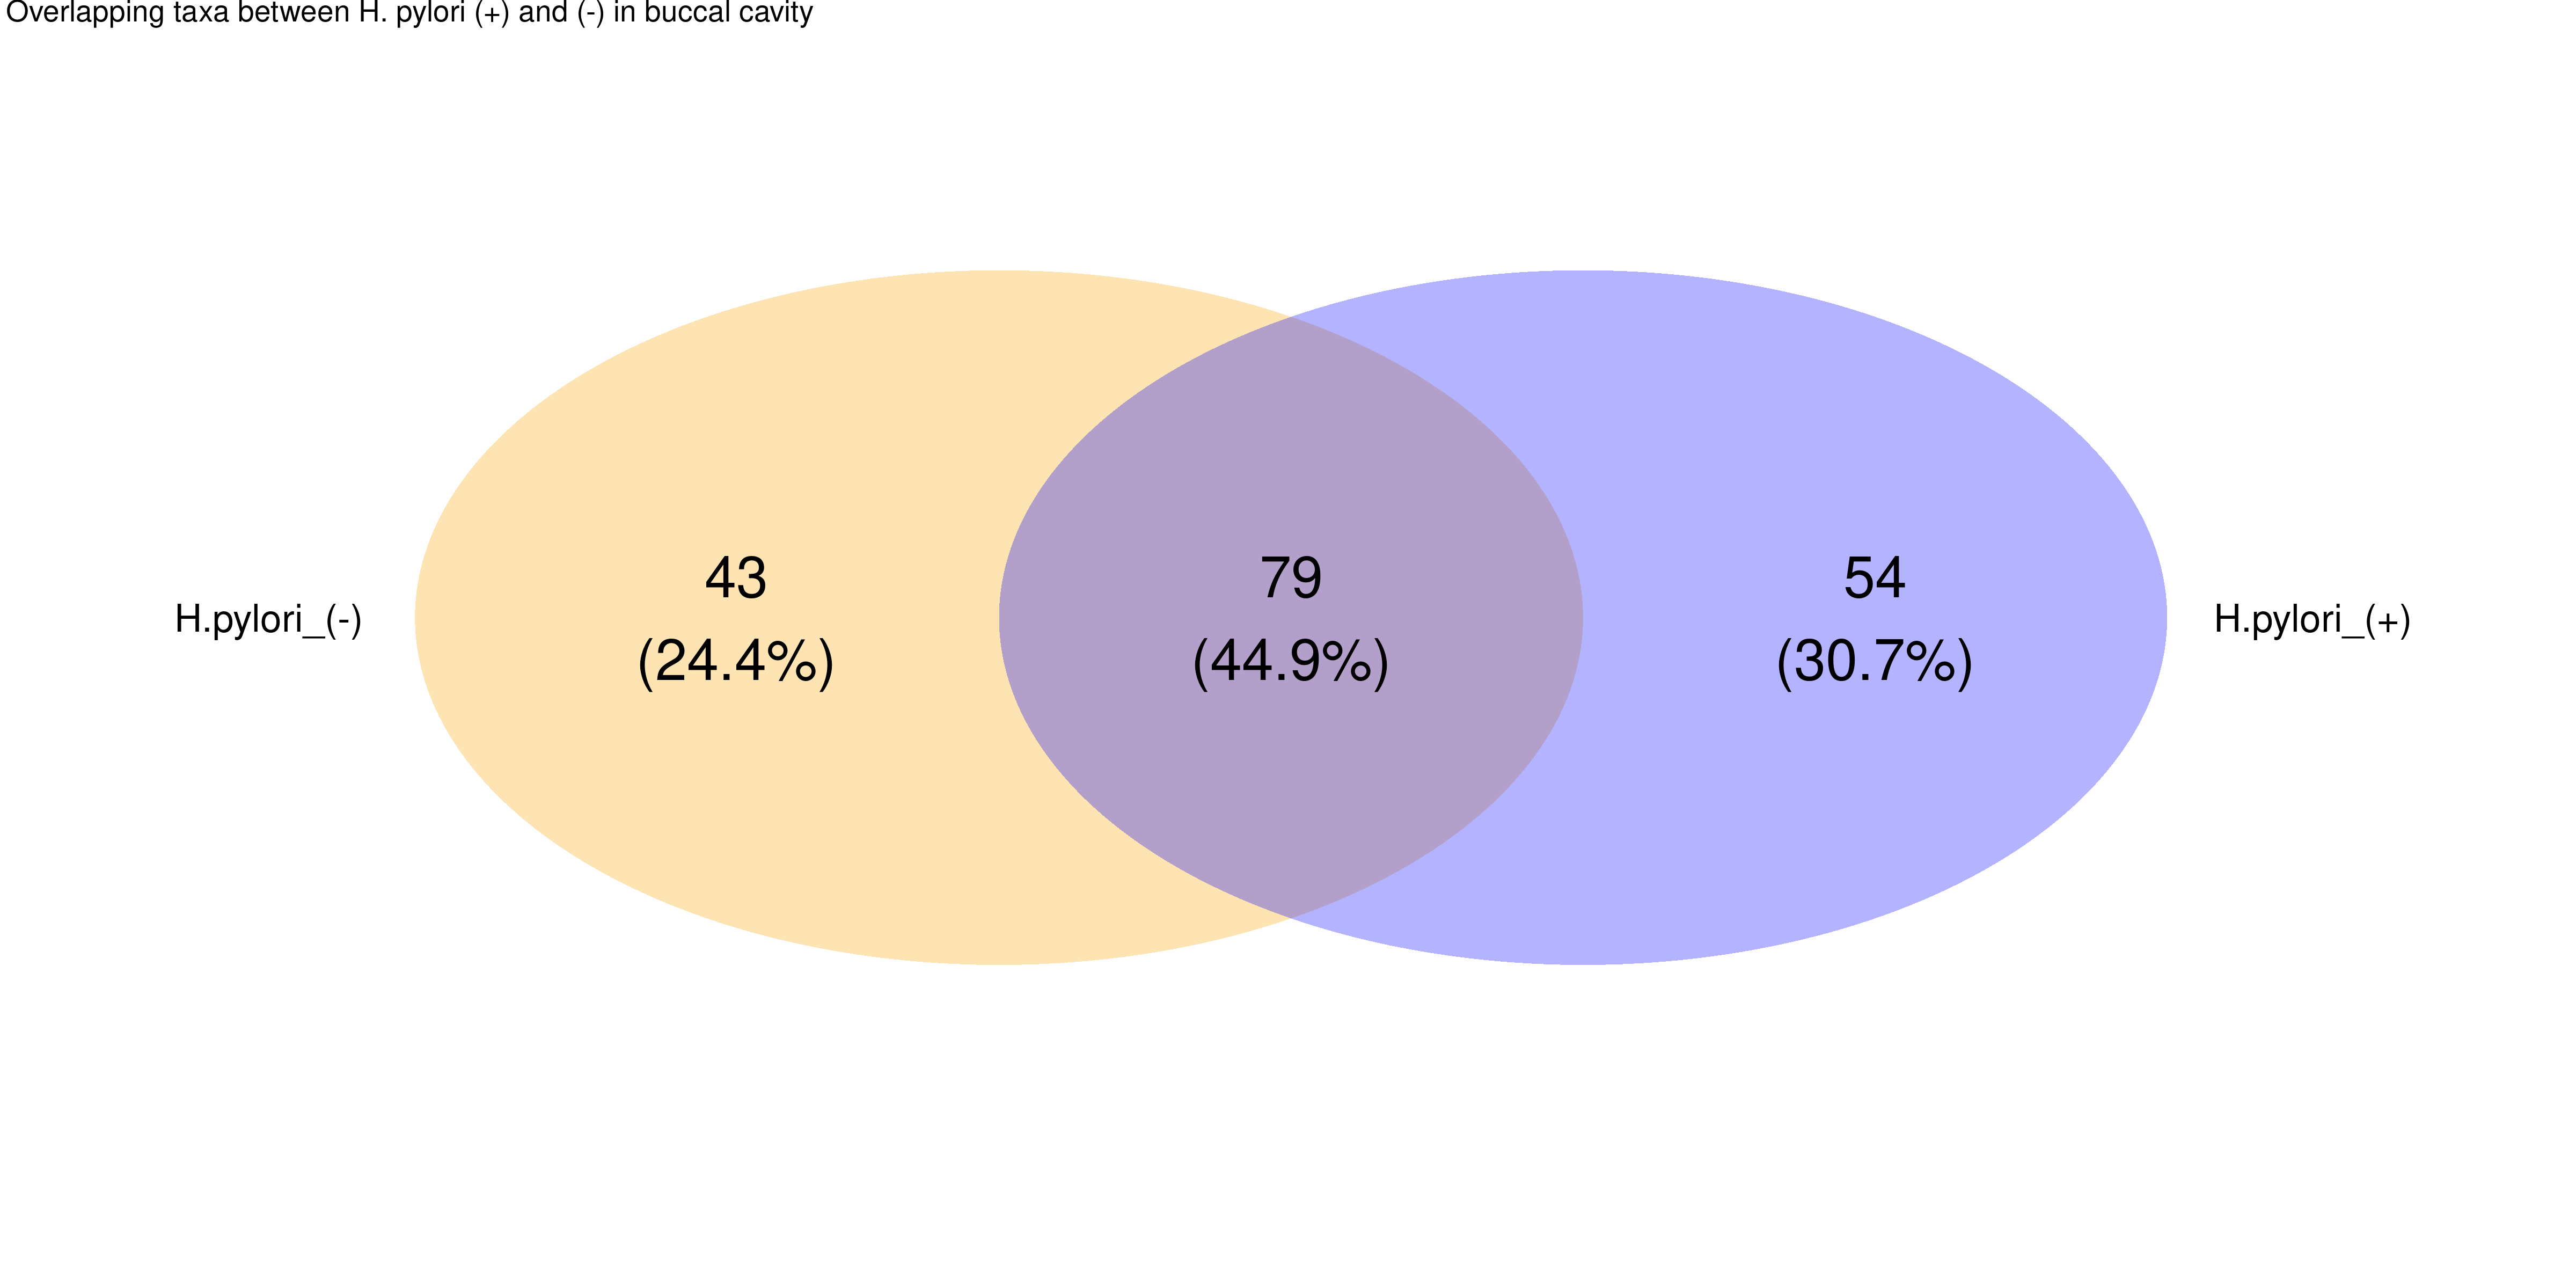 Overlapping taxa between H. pylori (+) and (-) in buccal cavity
H.pylori_(-)
43
(24.4%)
79
(44.9%)
54
(30.7%)
H.pylori_(+)